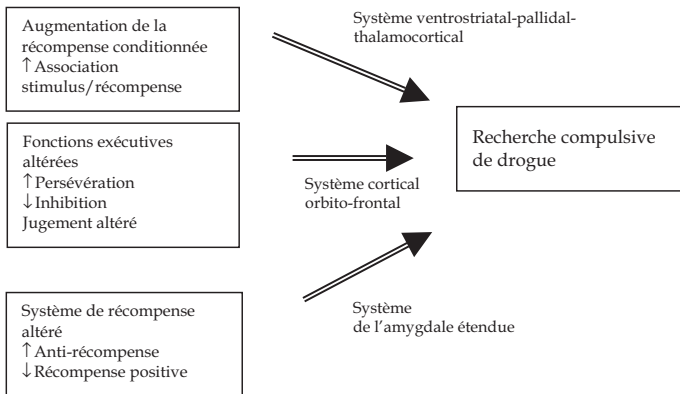 Augmentation de la
récompense conditionnée
↑Association
stimulus/récompense
Système ventrostriatal-pallidal-
thalamocortical
Fonctions exécutives
altérées
↑Persévération
↓Inhibition
Jugement altéré
Système cortical
orbito-frontal
Recherche compulsive
de drogue
Système de récompense
altéré
↑Anti-récompense
↓Récompense positive
Système
de l'amygdale étendue